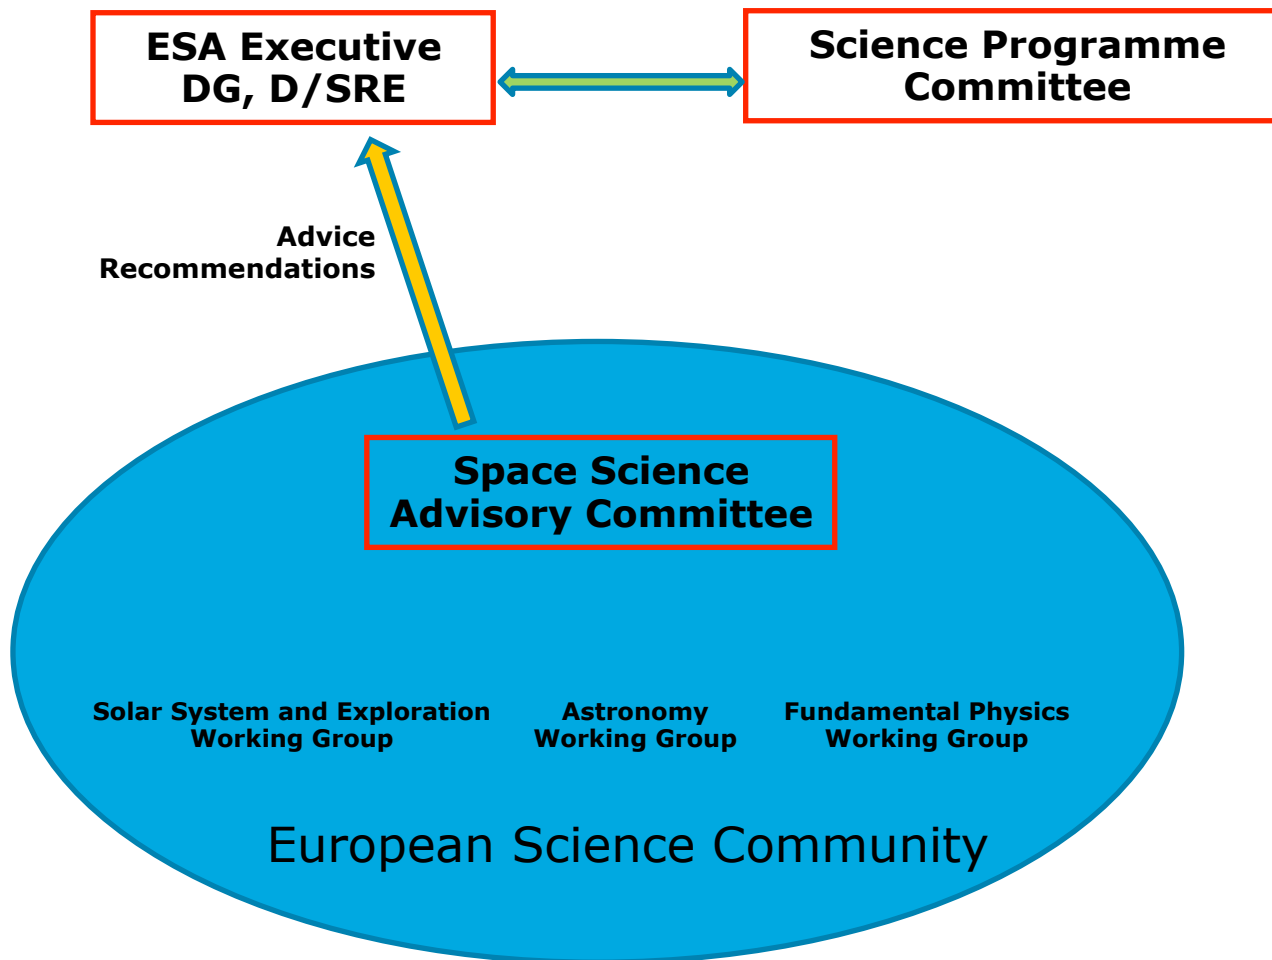 ESA Executive
DG, D/SRE
Science Programme
Committee
Advice
Recommendations
Space Science
Advisory Committee
Solar System and Exploration
Working Group
Astronomy
Working Group
Fundamental Physics
Working Group
European Science Community